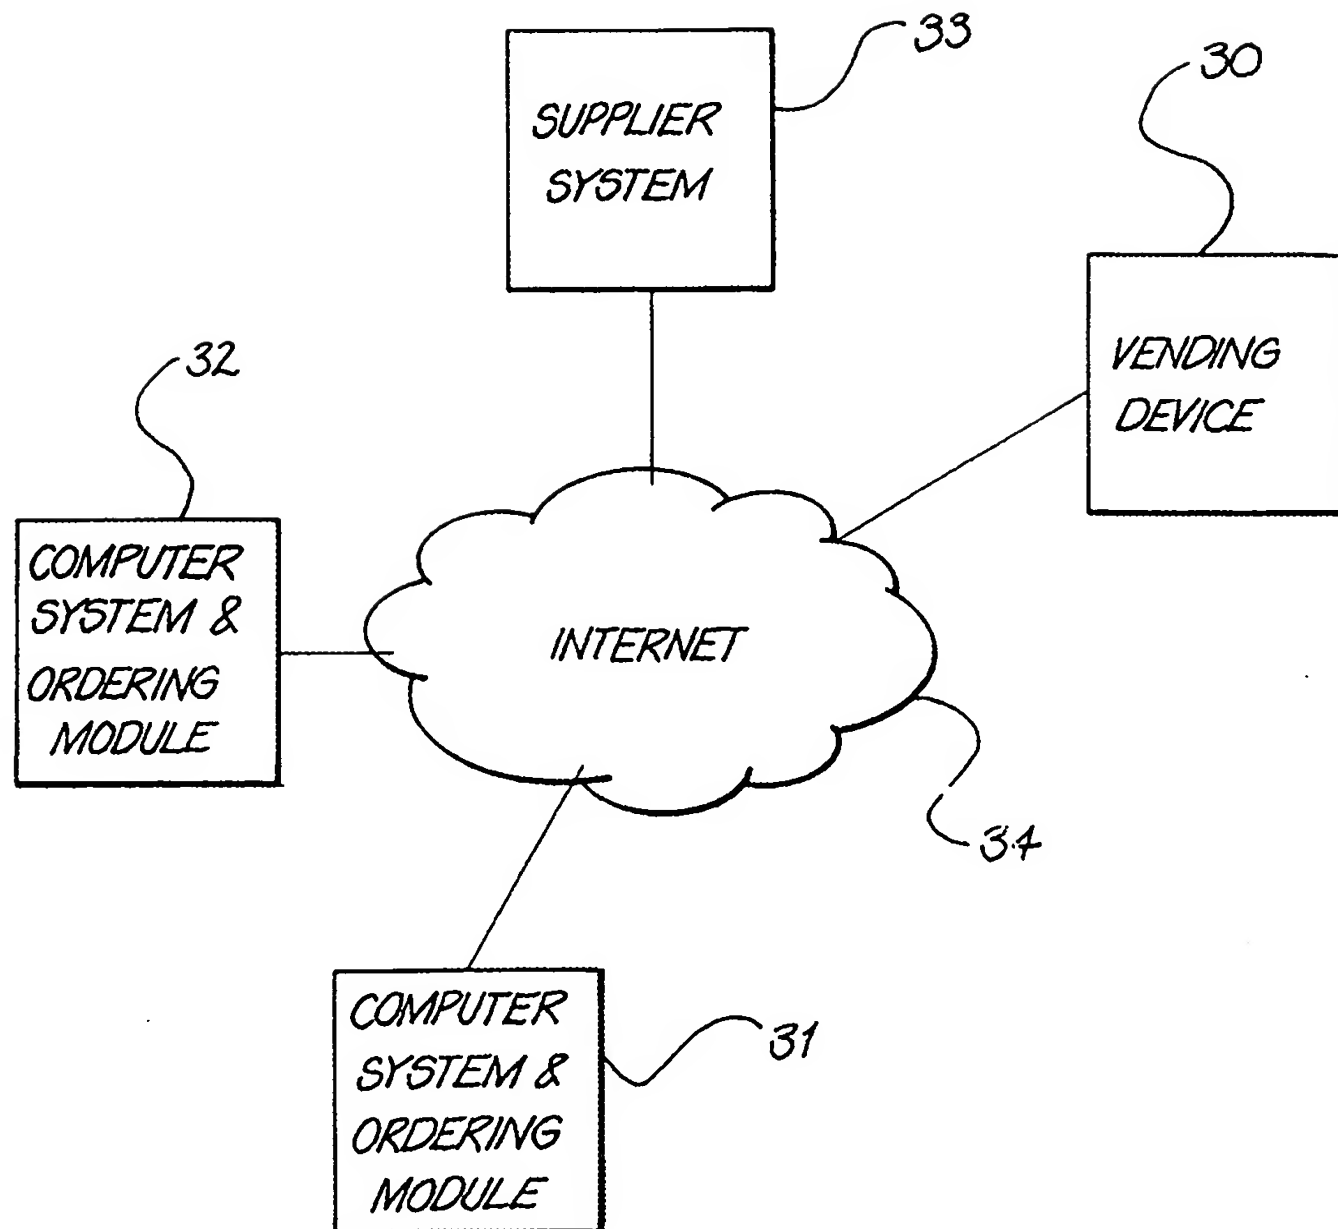 33
SUPPLIER
SYSTEM
30
VENDING
DEVICE
32
COMPUTER
SYSTEM &
ORDERING
MODULE
INTERNET
34
31
COMPUTER
SYSTEM &
ORDERING
MODULE